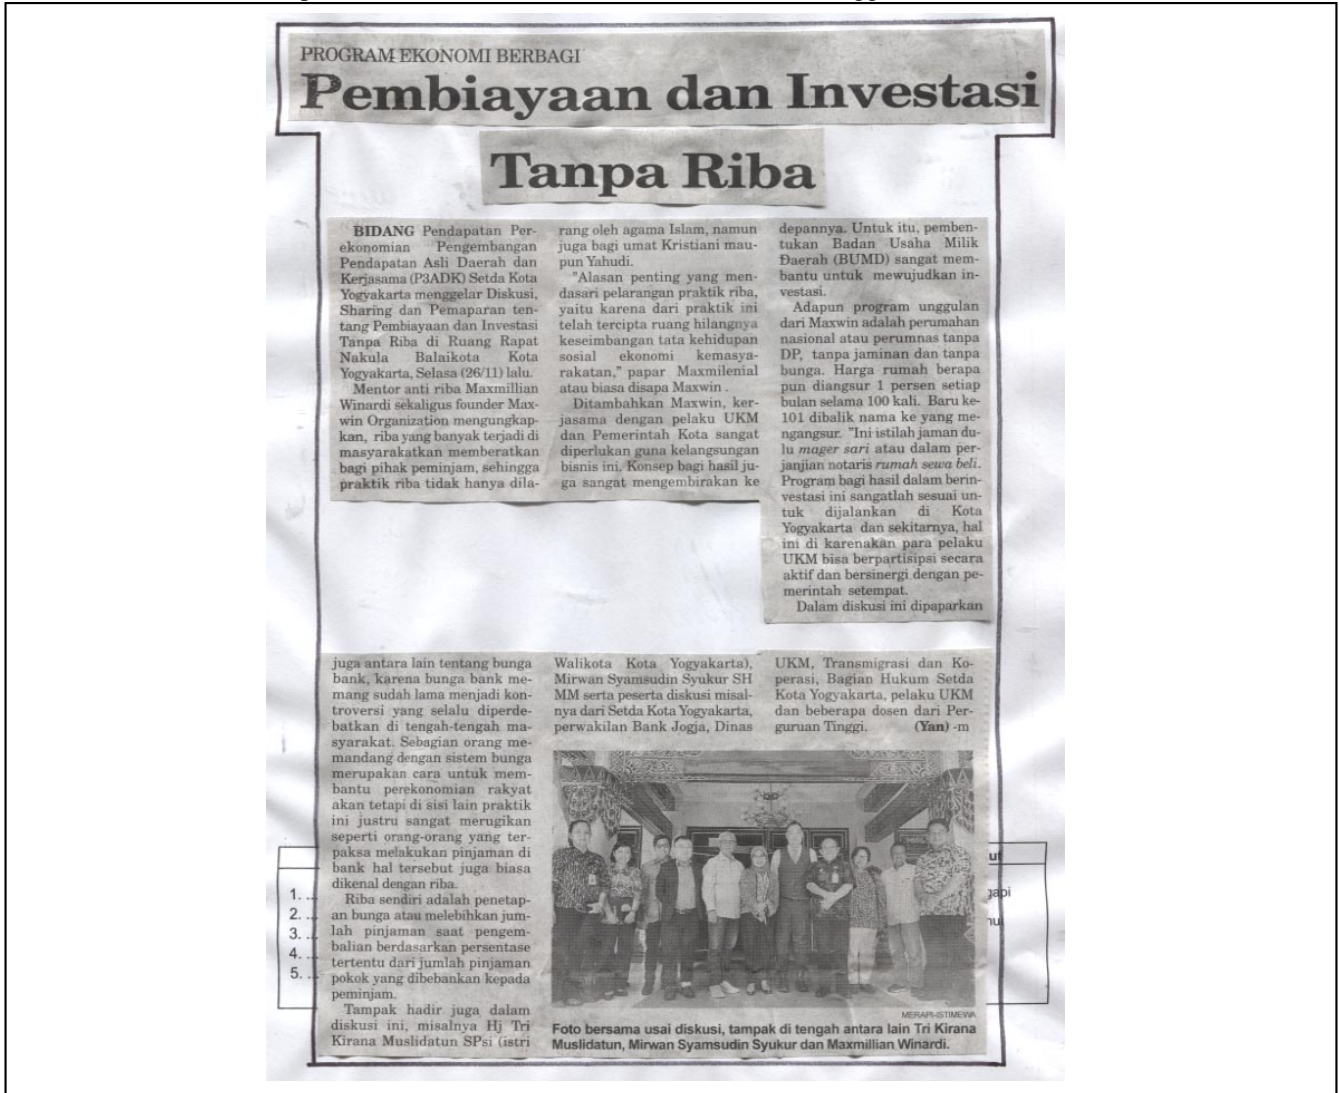 PROGRAM EKONOMI BERBAGI
Pembiayaan dan Investasi
Tanpa Riba
BIDANG Pendapatan Per-
ekonomian Pengembangan
Pendapatan Asli Daerah dan
Kerjasama (P3ADK) Setda Kota
Yogyakarta menggelar Diskusi,
Sharing dan Pemaparan ten-
tang Pembiayaan dan Investasi
Tanpa Riba di Ruang Rapat
Nakula Balaikota Kota
Yogyakarta, Selasa (26/11) lalu.
Mentor anti riba Maxmillian
Winardi sekaligus founder Max-
win Organization mengungkap-
kan, riba yang banyak terjadi di
masyarakatkan memberatkan
bagi pihak peminjam, sehingga
praktik riba tidak hanya dila-
rang oleh agama Islam, namun
juga bagi umat Kristiani mau-
pun Yahudi.
"Alasan penting yang men-
dasari pelarangan praktik riba,
yaitu karena dari praktik ini
telah tercipta ruang hilangnya
keseimbangan tata kehidupan
sosial ekonomi kemasya-
rakatan," papar Maxmilenial
atau biasa disapa Maxwin .
Ditambahkan Maxwin, ker-
jasama dengan pelaku UKM
dan Pemerintah Kota sangat
diperlukan guna kelangsungan
bisnis ini. Konsep bagi hasil ju-
ga sangat mengembirakan ke
depannya. Untuk itu, pemben-
tukan Badan Usaha Milik
Daerah (BUMD) sangat mem-
bantu untuk mewujudkan in-
vestasi.
Adapun program unggulan
dari Maxwin adalah perumahan
nasional atau perumnas tanpa
DP, tanpa jaminan dan tanpa
bunga. Harga rumah berapa
pun diangsur 1 persen setiap
bulan selama 100 kali. Baru ke-
101 dibalik nama ke yang me-
ngangsur. "Ini istilah jaman du-
lu mager sari atau dalam per-
janjian notaris rumah sewa beli.
Program bagi hasil dalam berin-
vestasi ini sangatlah sesuai un-
tuk dijalankan di Kota
Yogyakarta dan sekitarnya, hal
ini di karenakan para pelaku
UKM bisa berpartisipsi secara
aktif dan bersinergi dengan pe-
merintah setempat.
Dalam diskusi ini dipaparkan
juga antara lain tentang bunga
bank, karena bunga bank me-
mang sudah lama menjadi kon-
troversi yang selalu diperde-
batkan di tengah-tengah ma-
syarakat. Sebagian orang me-
mandang dengan sistem bunga
merupakan cara untuk mem-
bantu perekonomian rakyat
akan tetapi di sisi lain praktik
ini justru sangat merugikan
seperti orang-orang yang ter-
paksa melakukan pinjaman di
bank hal tersebut juga biasa
dikenal dengan riba.
Riba sendiri adalah penetap-
an bunga atau melebihkan jum-
lah pinjaman saat pengem-
balian berdasarkan persentase
tertentu dari jumlah pinjaman
pokok yang dibebankan kepada
peminjam.
Tampak hadir juga dalam
diskusi ini, misalnya Hj Tri
Kirana Muslidatun SPsi (istri
Walikota Kota Yogyakarta),
Mirwan Syamsudin Syukur SH
MM serta peserta diskusi misal-
nya dari Setda Kota Yogyakarta,
perwakilan Bank Jogja, Dinas
UKM, Transmigrasi dan Ko-
perasi, Bagian Hukum Setda
Kota Yogyakarta, pelaku UKM
dan beberapa dosen dari Per-
guruan Tinggi. (Yan) -m
MERAPI-ISTIMEWA
Foto bersama usai diskusi, tampak di tengah antara lain Tri Kirana
Muslidatun, Mirwan Syamsudin Syukur dan Maxmillian Winardi.
1. ..
2. ..
3. ..
4. ..
5. ..